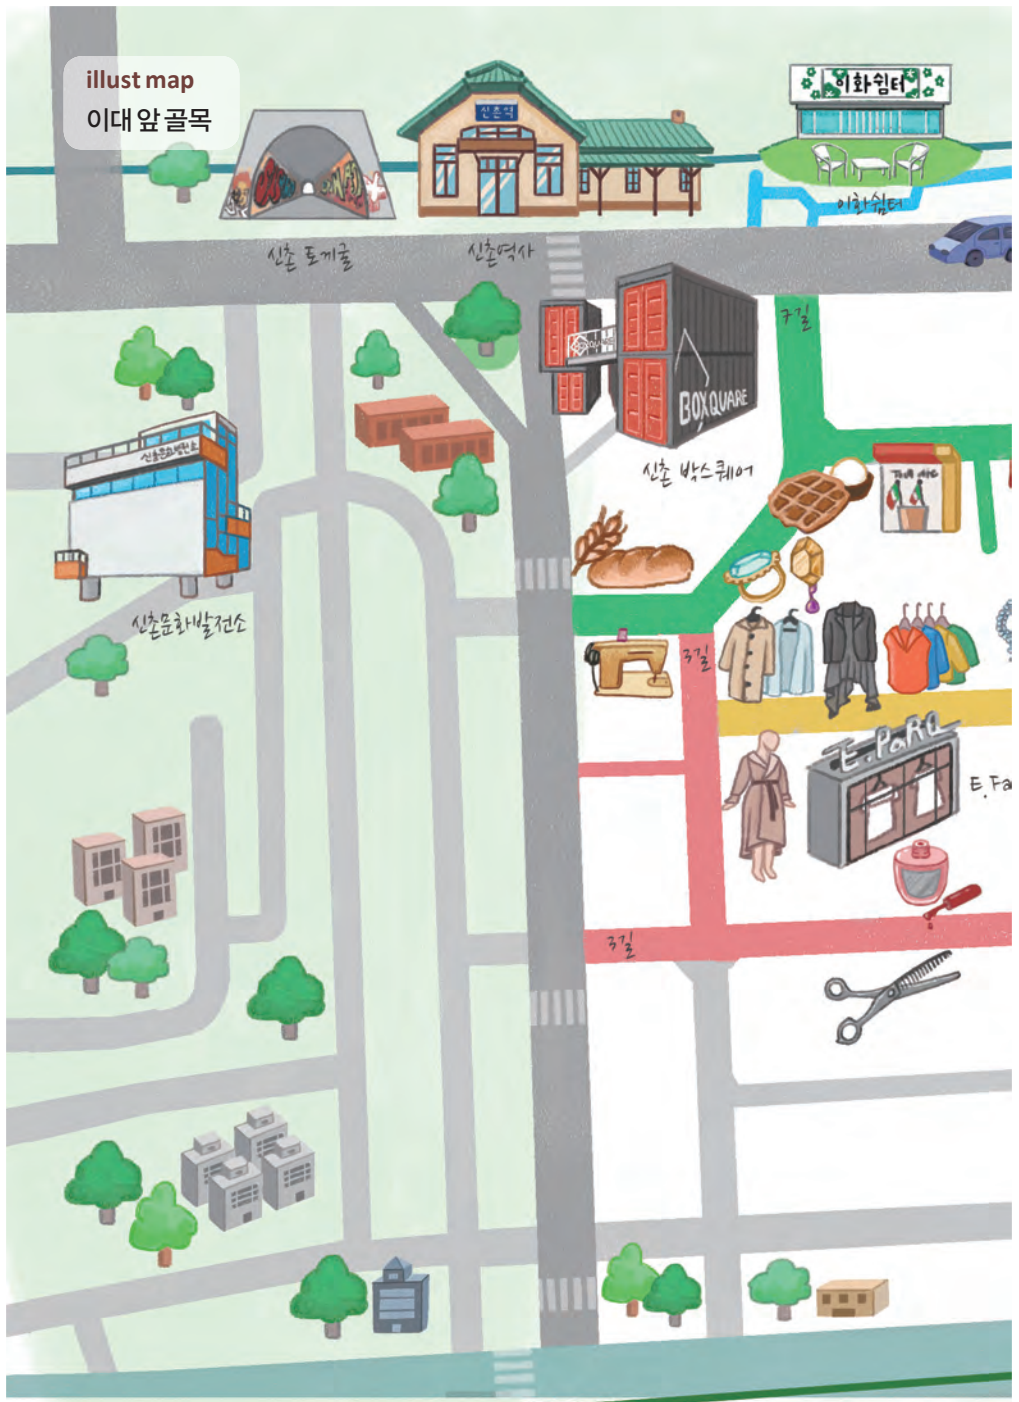 illust map
이대 앞 골목
이화쉼터
신촌역
이화쉼터
신촌 토끼굴
신촌역사
7길
BOXQUARE
BOXQUARE
신촌 박스퀘어
신촌문화발전소
신촌문화발전소
3길
E.PaRa
E.Fa
3길